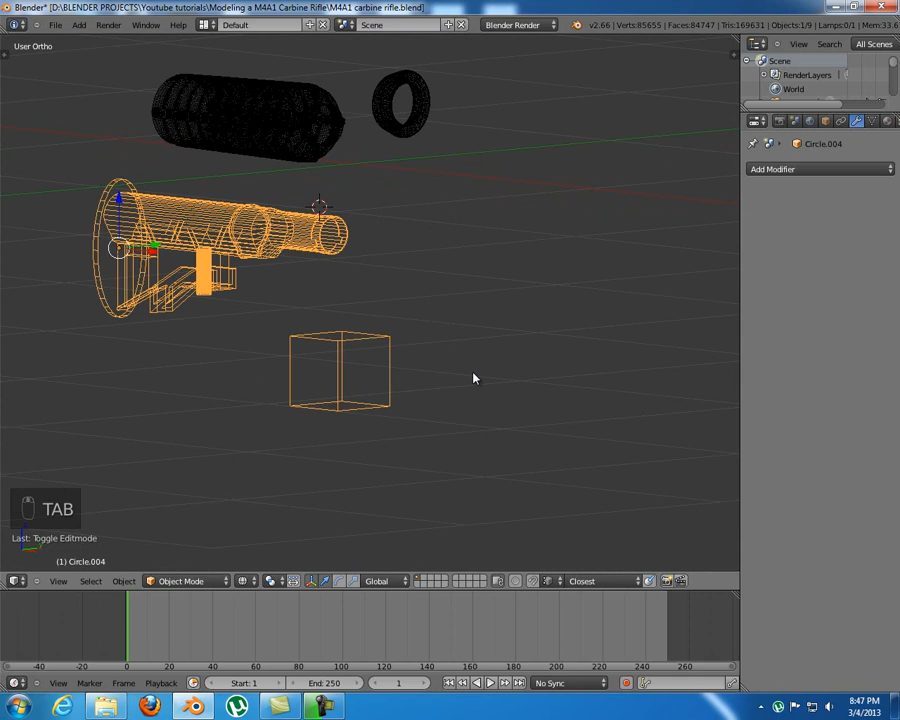 Blender* [D:\BLENDER PROJECTS\Youtube tutorials\Modeling a M4A1 Carbine Rifle\M4A1 carbine rifle.blend]
File Add Render Window Help Default Scene Blender Render v2.66 | Verts:85655 | Faces:84747 | Tris:169631 | Objects:1/9 | Lamps:0/1 | Mem:33.6
User Ortho
View Search All Scenes
Scene
RenderLayers
World
Circle.004
Add Modifier
TAB
Last: Toggle Editmode
(1) Circle.004
View Select Object Object Mode Global Closest
-40 -20 0 20 40 60 80 100 120 140 160 180 200 220 240 260
View Marker Frame Playback Start: 1 End: 250 1 No Sync
8:47 PM
3/4/2013